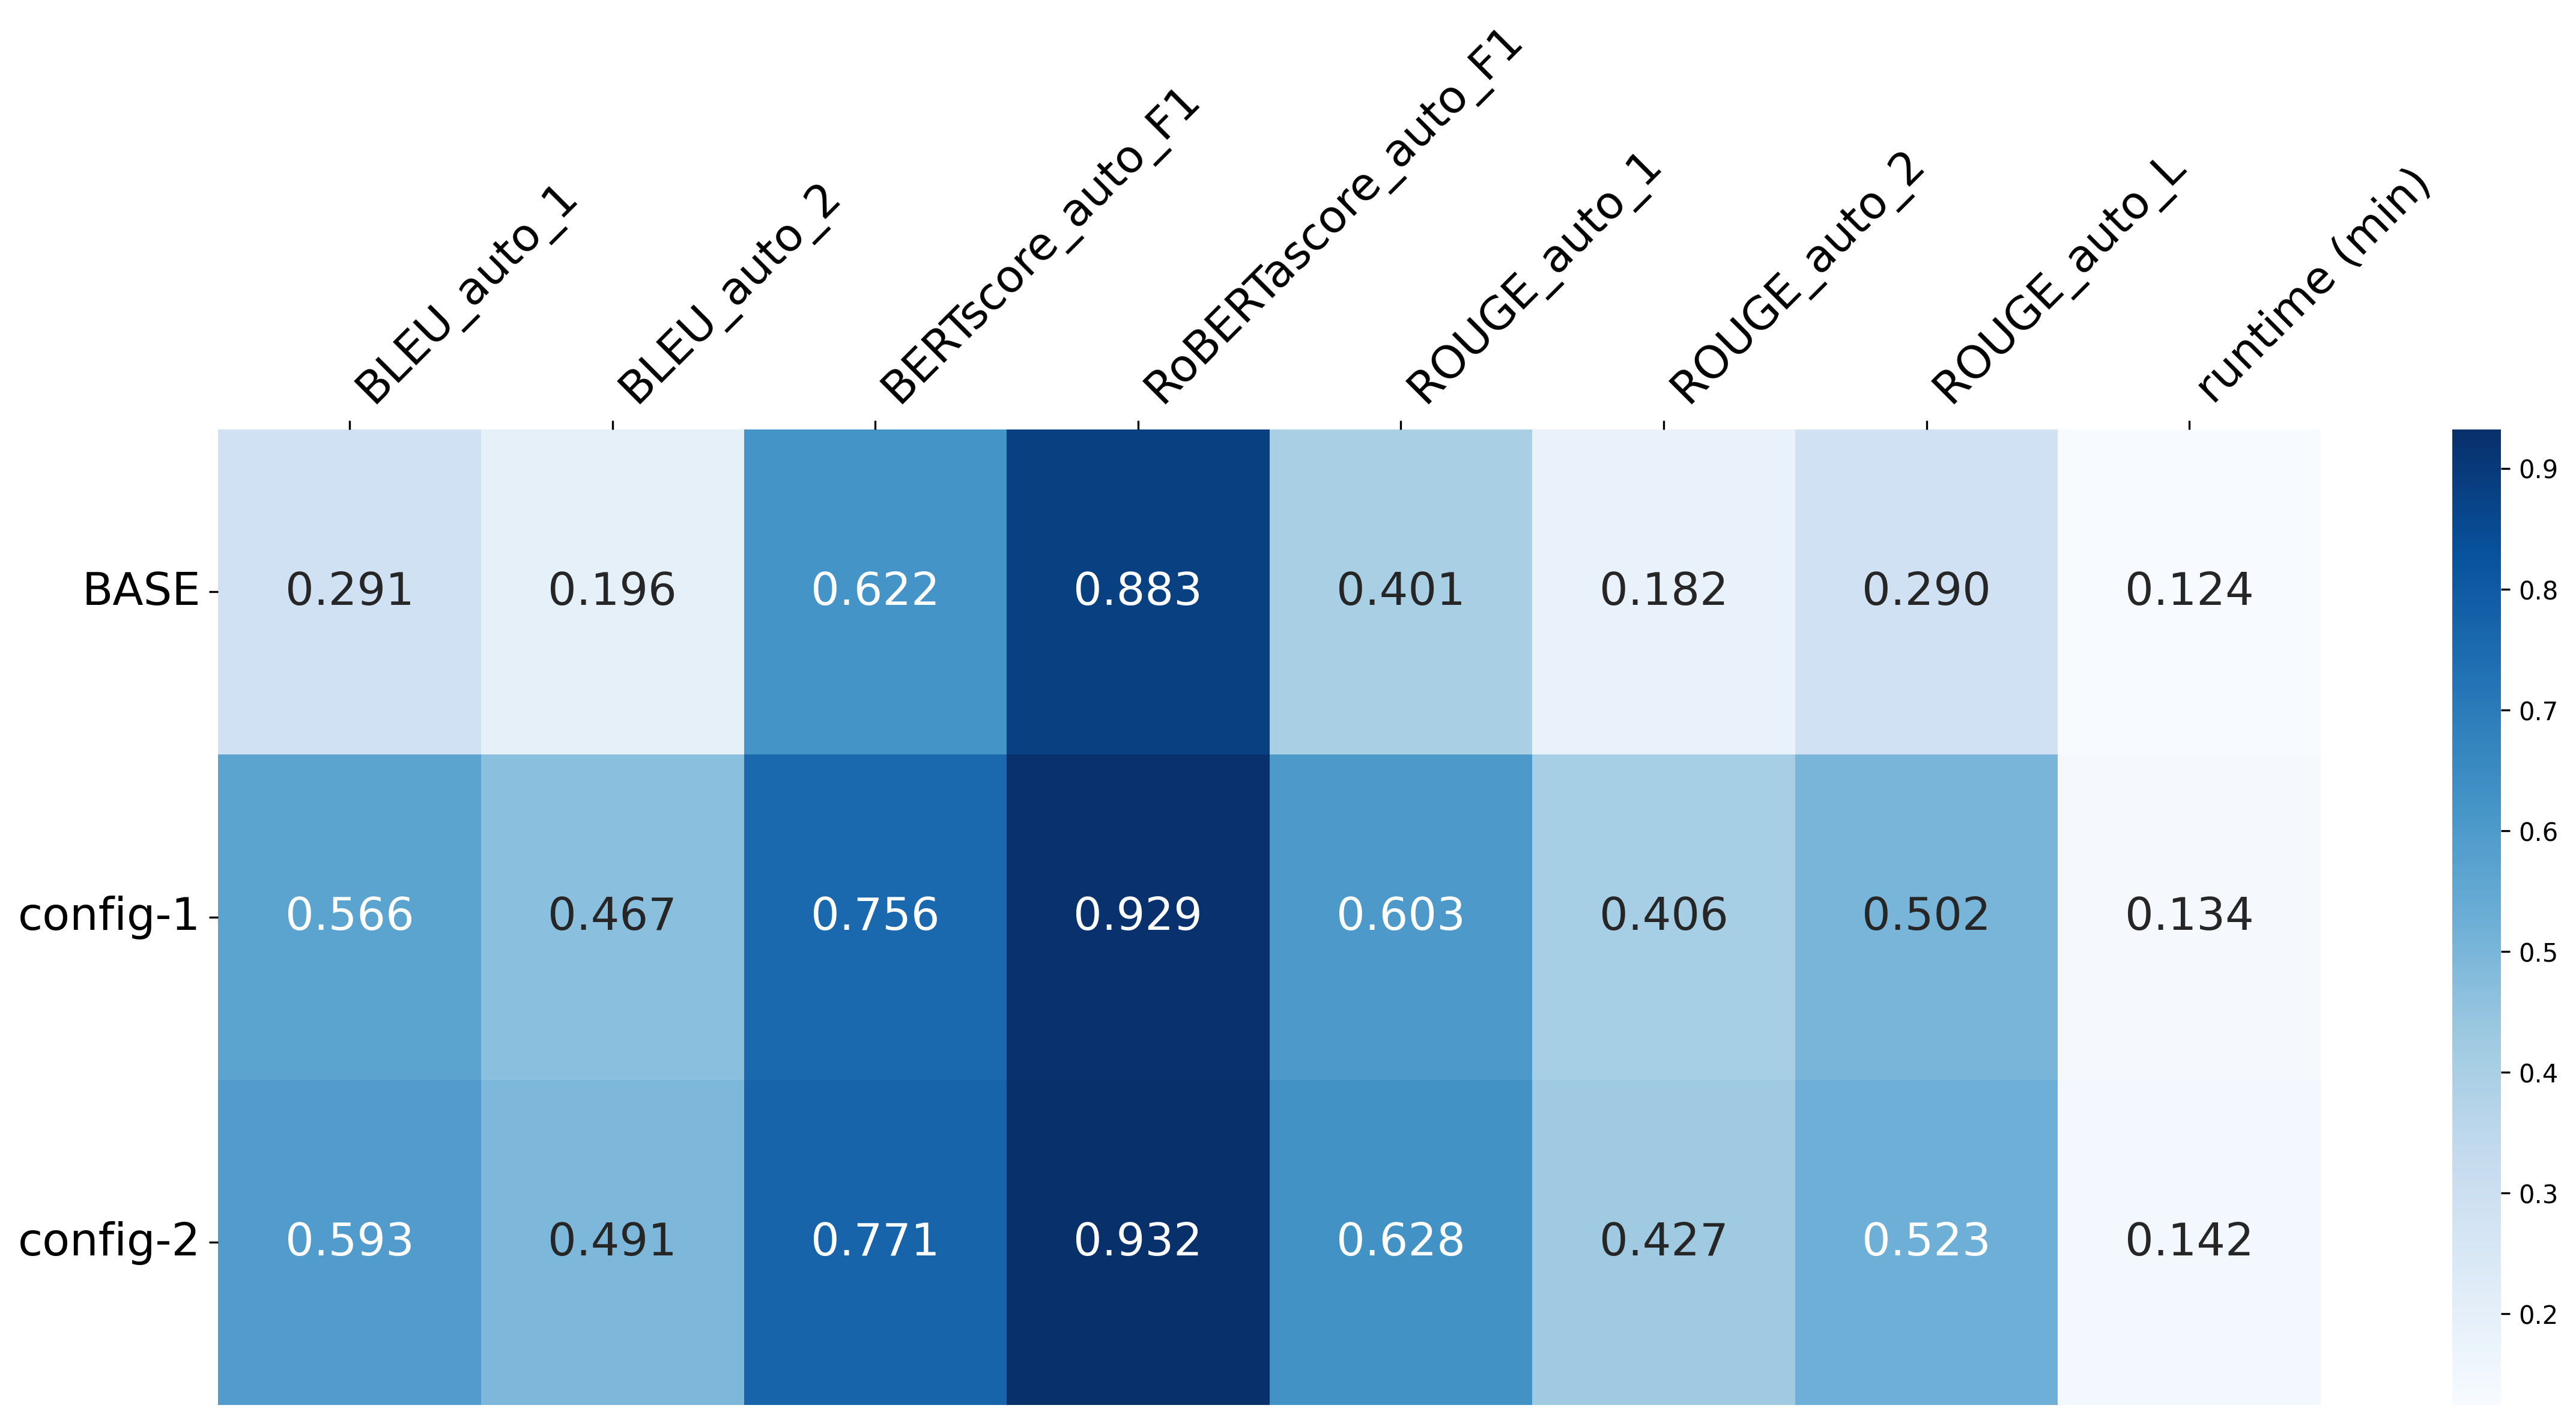 BLEU_auto_1
BLEU_auto_2
BERTscore_auto_F1
RoBERTascore_auto_F1
ROUGE_auto_1
ROUGE_auto_2
ROUGE_auto_L
runtime (min)
BASE 0.291 0.196 0.622 0.883 0.401 0.182 0.290 0.124
config-1 0.566 0.467 0.756 0.929 0.603 0.406 0.502 0.134
config-2 0.593 0.491 0.771 0.932 0.628 0.427 0.523 0.142
0.9
0.8
0.7
0.6
0.5
0.4
0.3
0.2